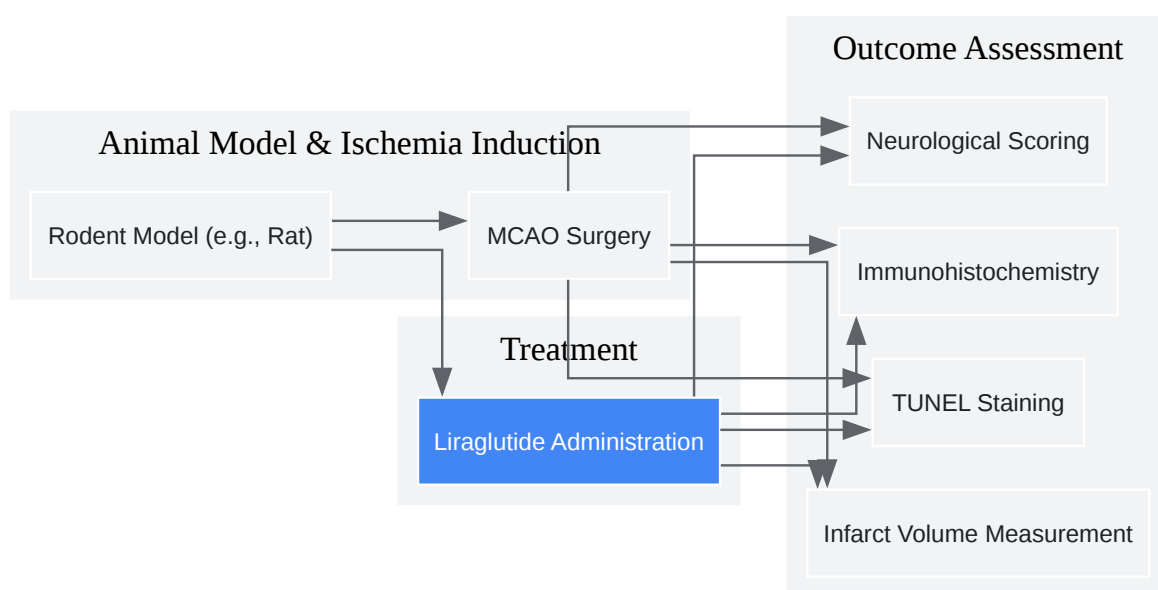 Outcome Assessment
Animal Model & Ischemia Induction
Neurological Scoring
Rodent Model (e.g., Rat)
MCAO Surgery
Immunohistochemistry
Treatment
TUNEL Staining
Liraglutide Administration
Infarct Volume Measurement